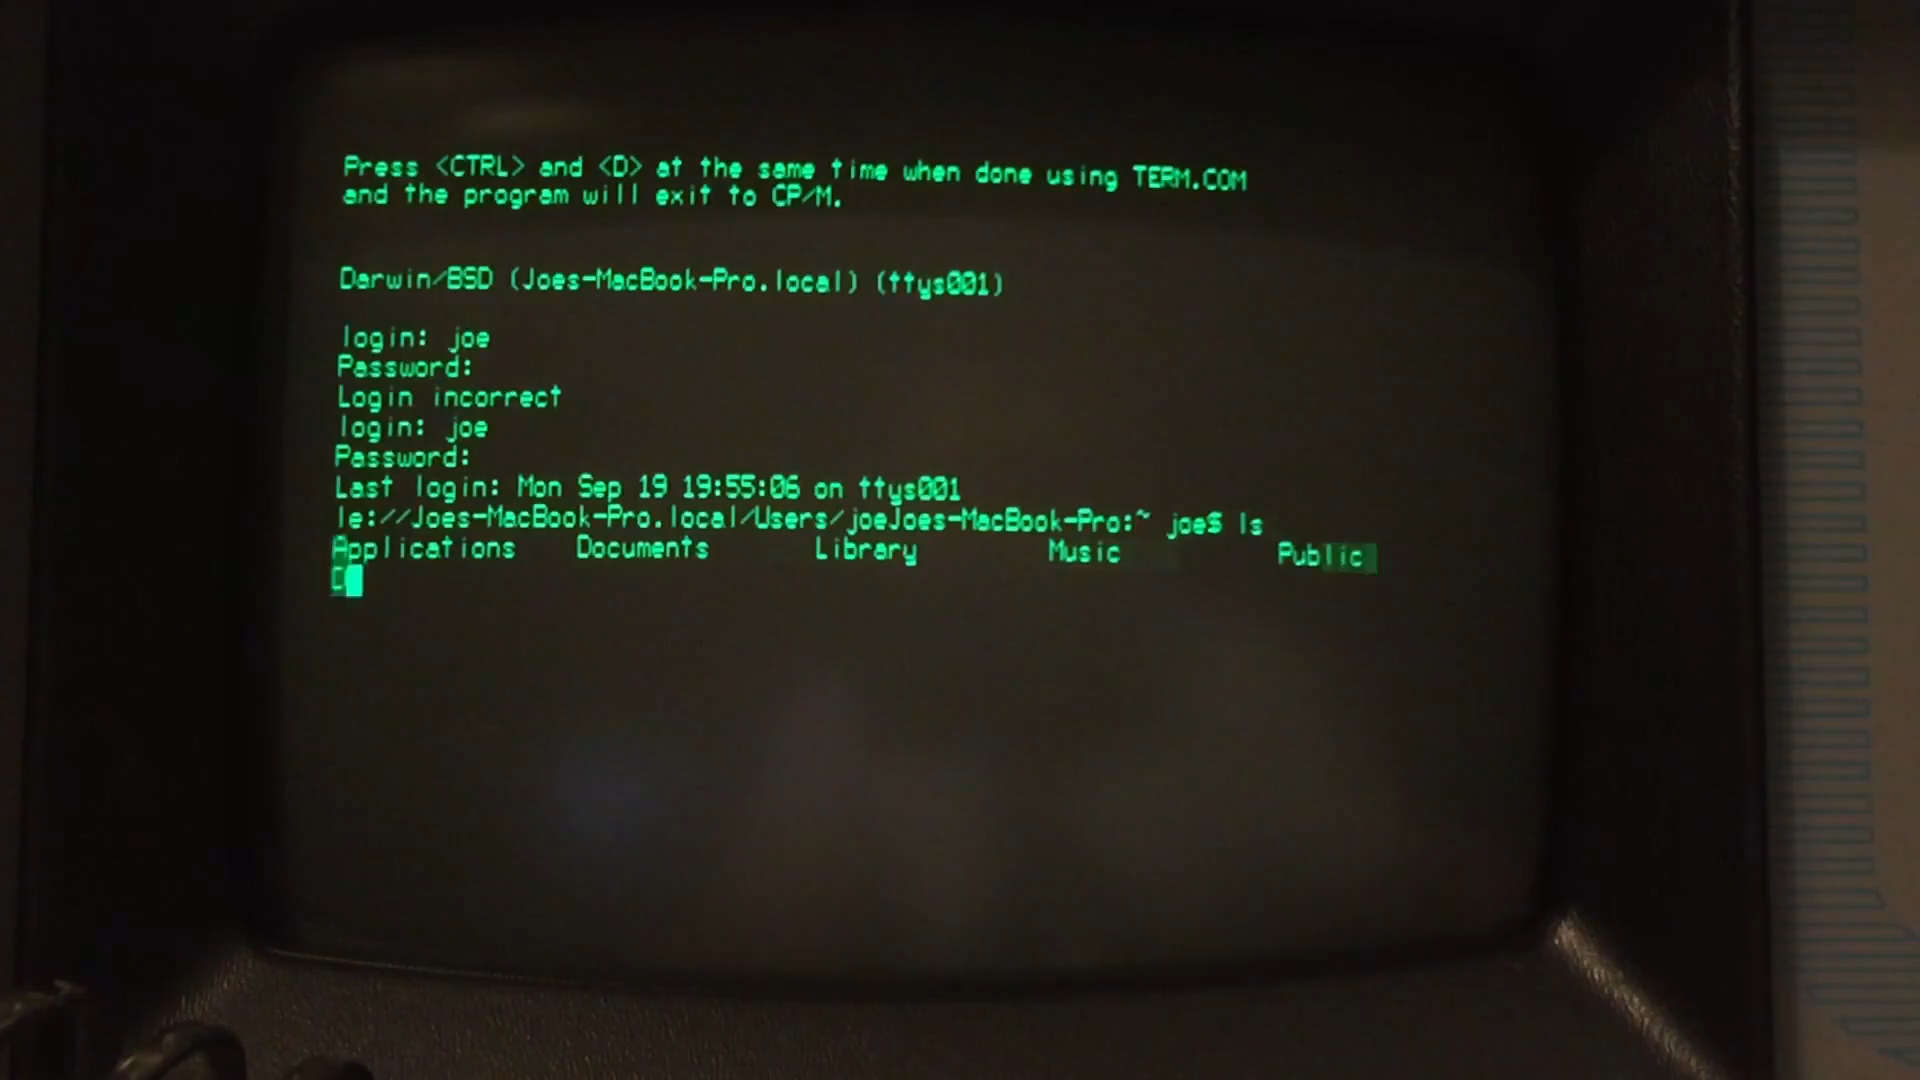 Press <CTRL> and <D> at the same time when done using TERM.COM
and the program will exit to CP/M.
Darwin/BSD (Joes-MacBook-Pro.local) (ttys001)
login: joe
Password:
Login incorrect
login: joe
Password:
Last login: Mon Sep 19 19:55:06 on ttys001
le://Joes-MacBook-Pro.local/Users/joeJoes-MacBook-Pro:~ joe$ ls
Applications Documents Library Music Public